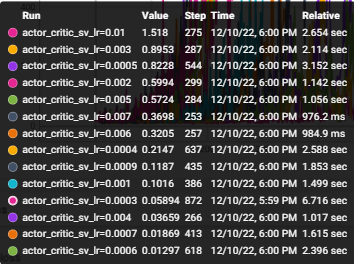 Run Value Step Time Relative
actor_critic_sv_lr=0.01 1.518 275 12/10/22, 6:00 PM 2.654 sec
actor_critic_sv_lr=0.003 0.8953 287 12/10/22, 6:00 PM 2.114 sec
actor_critic_sv_lr=0.0005 0.8228 544 12/10/22, 6:00 PM 3.152 sec
actor_critic_sv_lr=0.002 0.5994 299 12/10/22, 6:00 PM 1.142 sec
actor_critic_sv_lr=0.005 0.5724 284 12/10/22, 6:00 PM 1.056 sec
actor_critic_sv_lr=0.007 0.3698 253 12/10/22, 6:00 PM 976.2 ms
actor_critic_sv_lr=0.006 0.3205 257 12/10/22, 6:00 PM 984.9 ms
actor_critic_sv_lr=0.0004 0.2147 637 12/10/22, 6:00 PM 2.588 sec
actor_critic_sv_lr=0.0009 0.1187 435 12/10/22, 6:00 PM 1.853 sec
actor_critic_sv_lr=0.001 0.1016 386 12/10/22, 6:00 PM 1.499 sec
actor_critic_sv_lr=0.0003 0.05894 872 12/10/22, 5:59 PM 6.716 sec
actor_critic_sv_lr=0.004 0.03659 266 12/10/22, 6:00 PM 1.017 sec
actor_critic_sv_lr=0.0007 0.01869 413 12/10/22, 6:00 PM 1.615 sec
actor_critic_sv_lr=0.0006 0.01297 618 12/10/22, 6:00 PM 2.396 sec